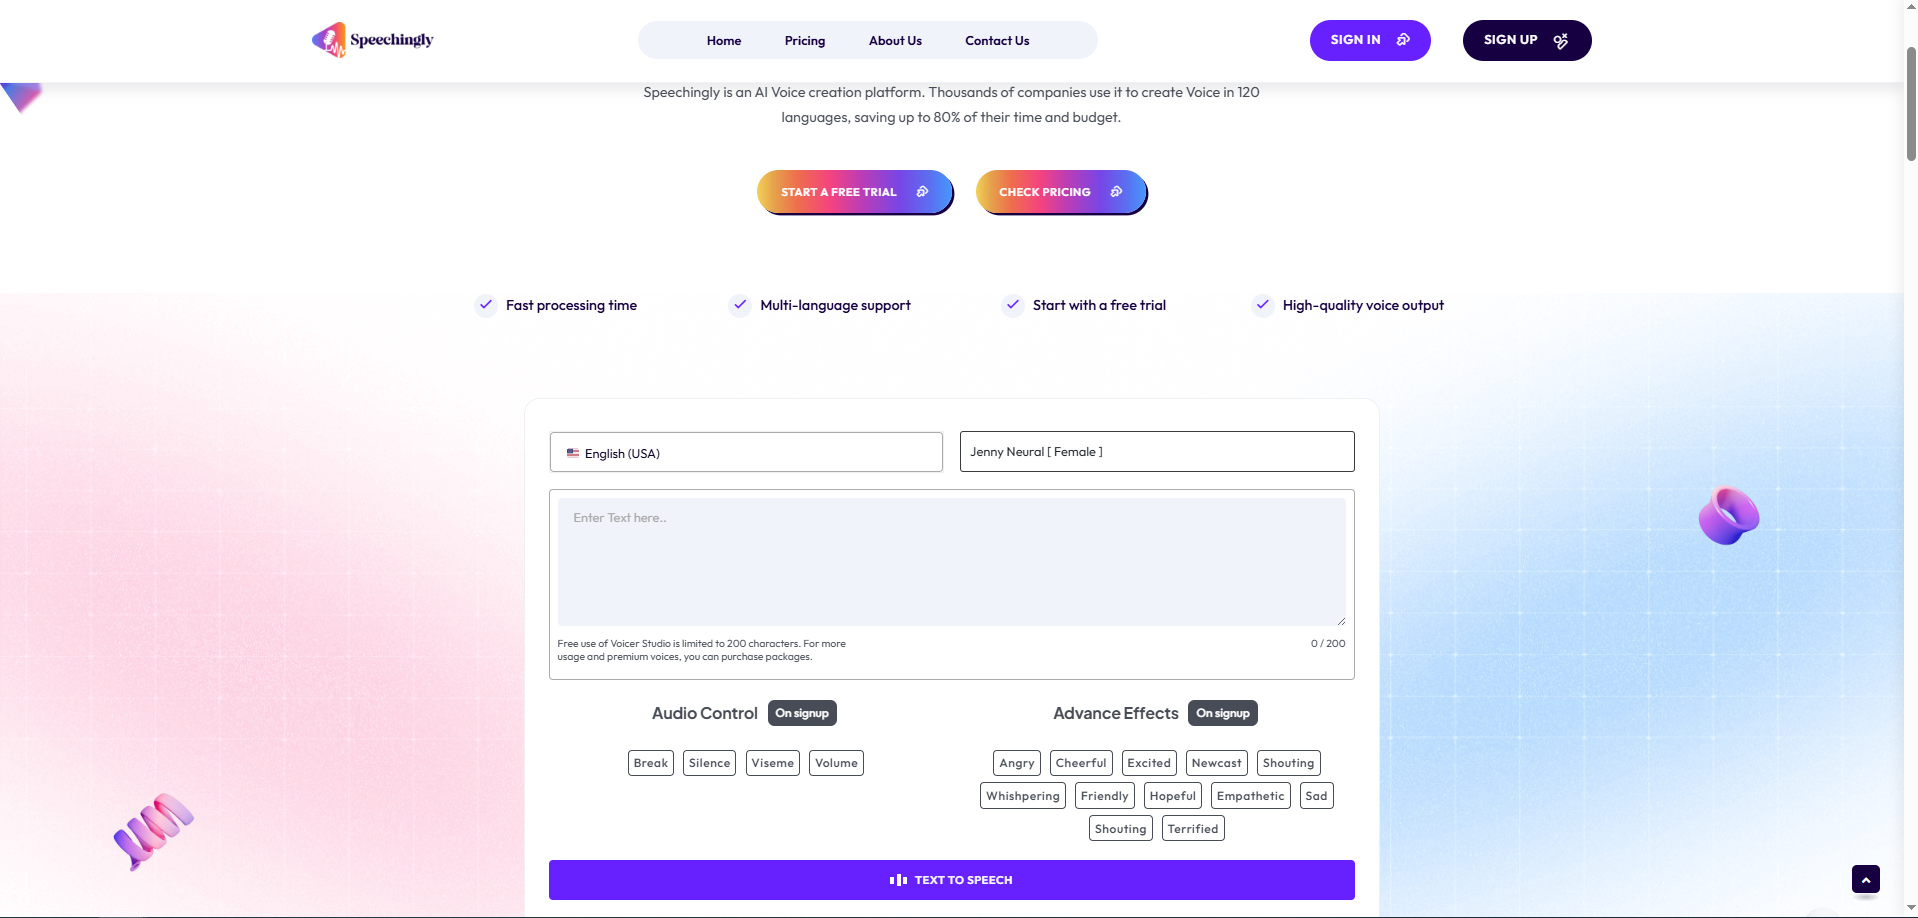 Speechingly
Home Pricing About Us Contact Us
SIGN IN
SIGN UP
Speechingly is an AI Voice creation platform. Thousands of companies use it to create Voice in 120
languages, saving up to 80% of their time and budget.
START A FREE TRIAL
CHECK PRICING
Fast processing time
Multi-language support
Start with a free trial
High-quality voice output
English (USA)
Jenny Neural [ Female ]
Enter Text here..
Free use of Voicer Studio is limited to 200 characters. For more
usage and premium voices, you can purchase packages.
0 / 200
Audio Control On signup
Break Silence Viseme Volume
Advance Effects On signup
Angry Cheerful Excited Newcast Shouting
Whishpering Friendly Hopeful Empathetic Sad
Shouting Terrified
TEXT TO SPEECH